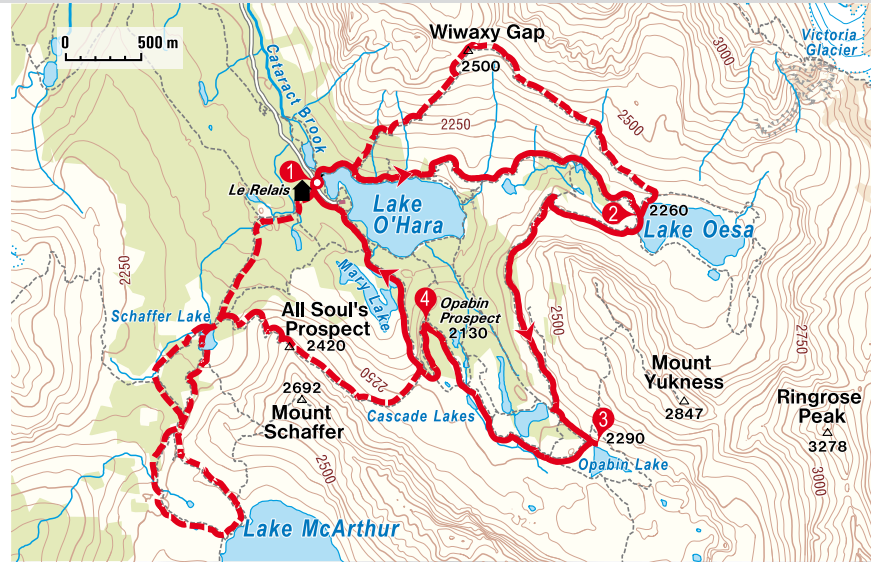 0 500 m
Wiwaxy Gap
2500
Victoria
Glacier
3000
Cataract Brook
2250
2500
1
Le Relais
Lake
O'Hara
2
2260
Lake Oesa
2250
Mary Lake
4
Opabin
Prospect
2130
2500
Schaffer Lake
All Soul's
Prospect
2420
2750
2250
2692
Mount
Schaffer
Cascade Lakes
Mount
Yukness
2847
Ringrose
Peak
3278
3
2290
Opabin Lake
2500
3000
Lake McArthur